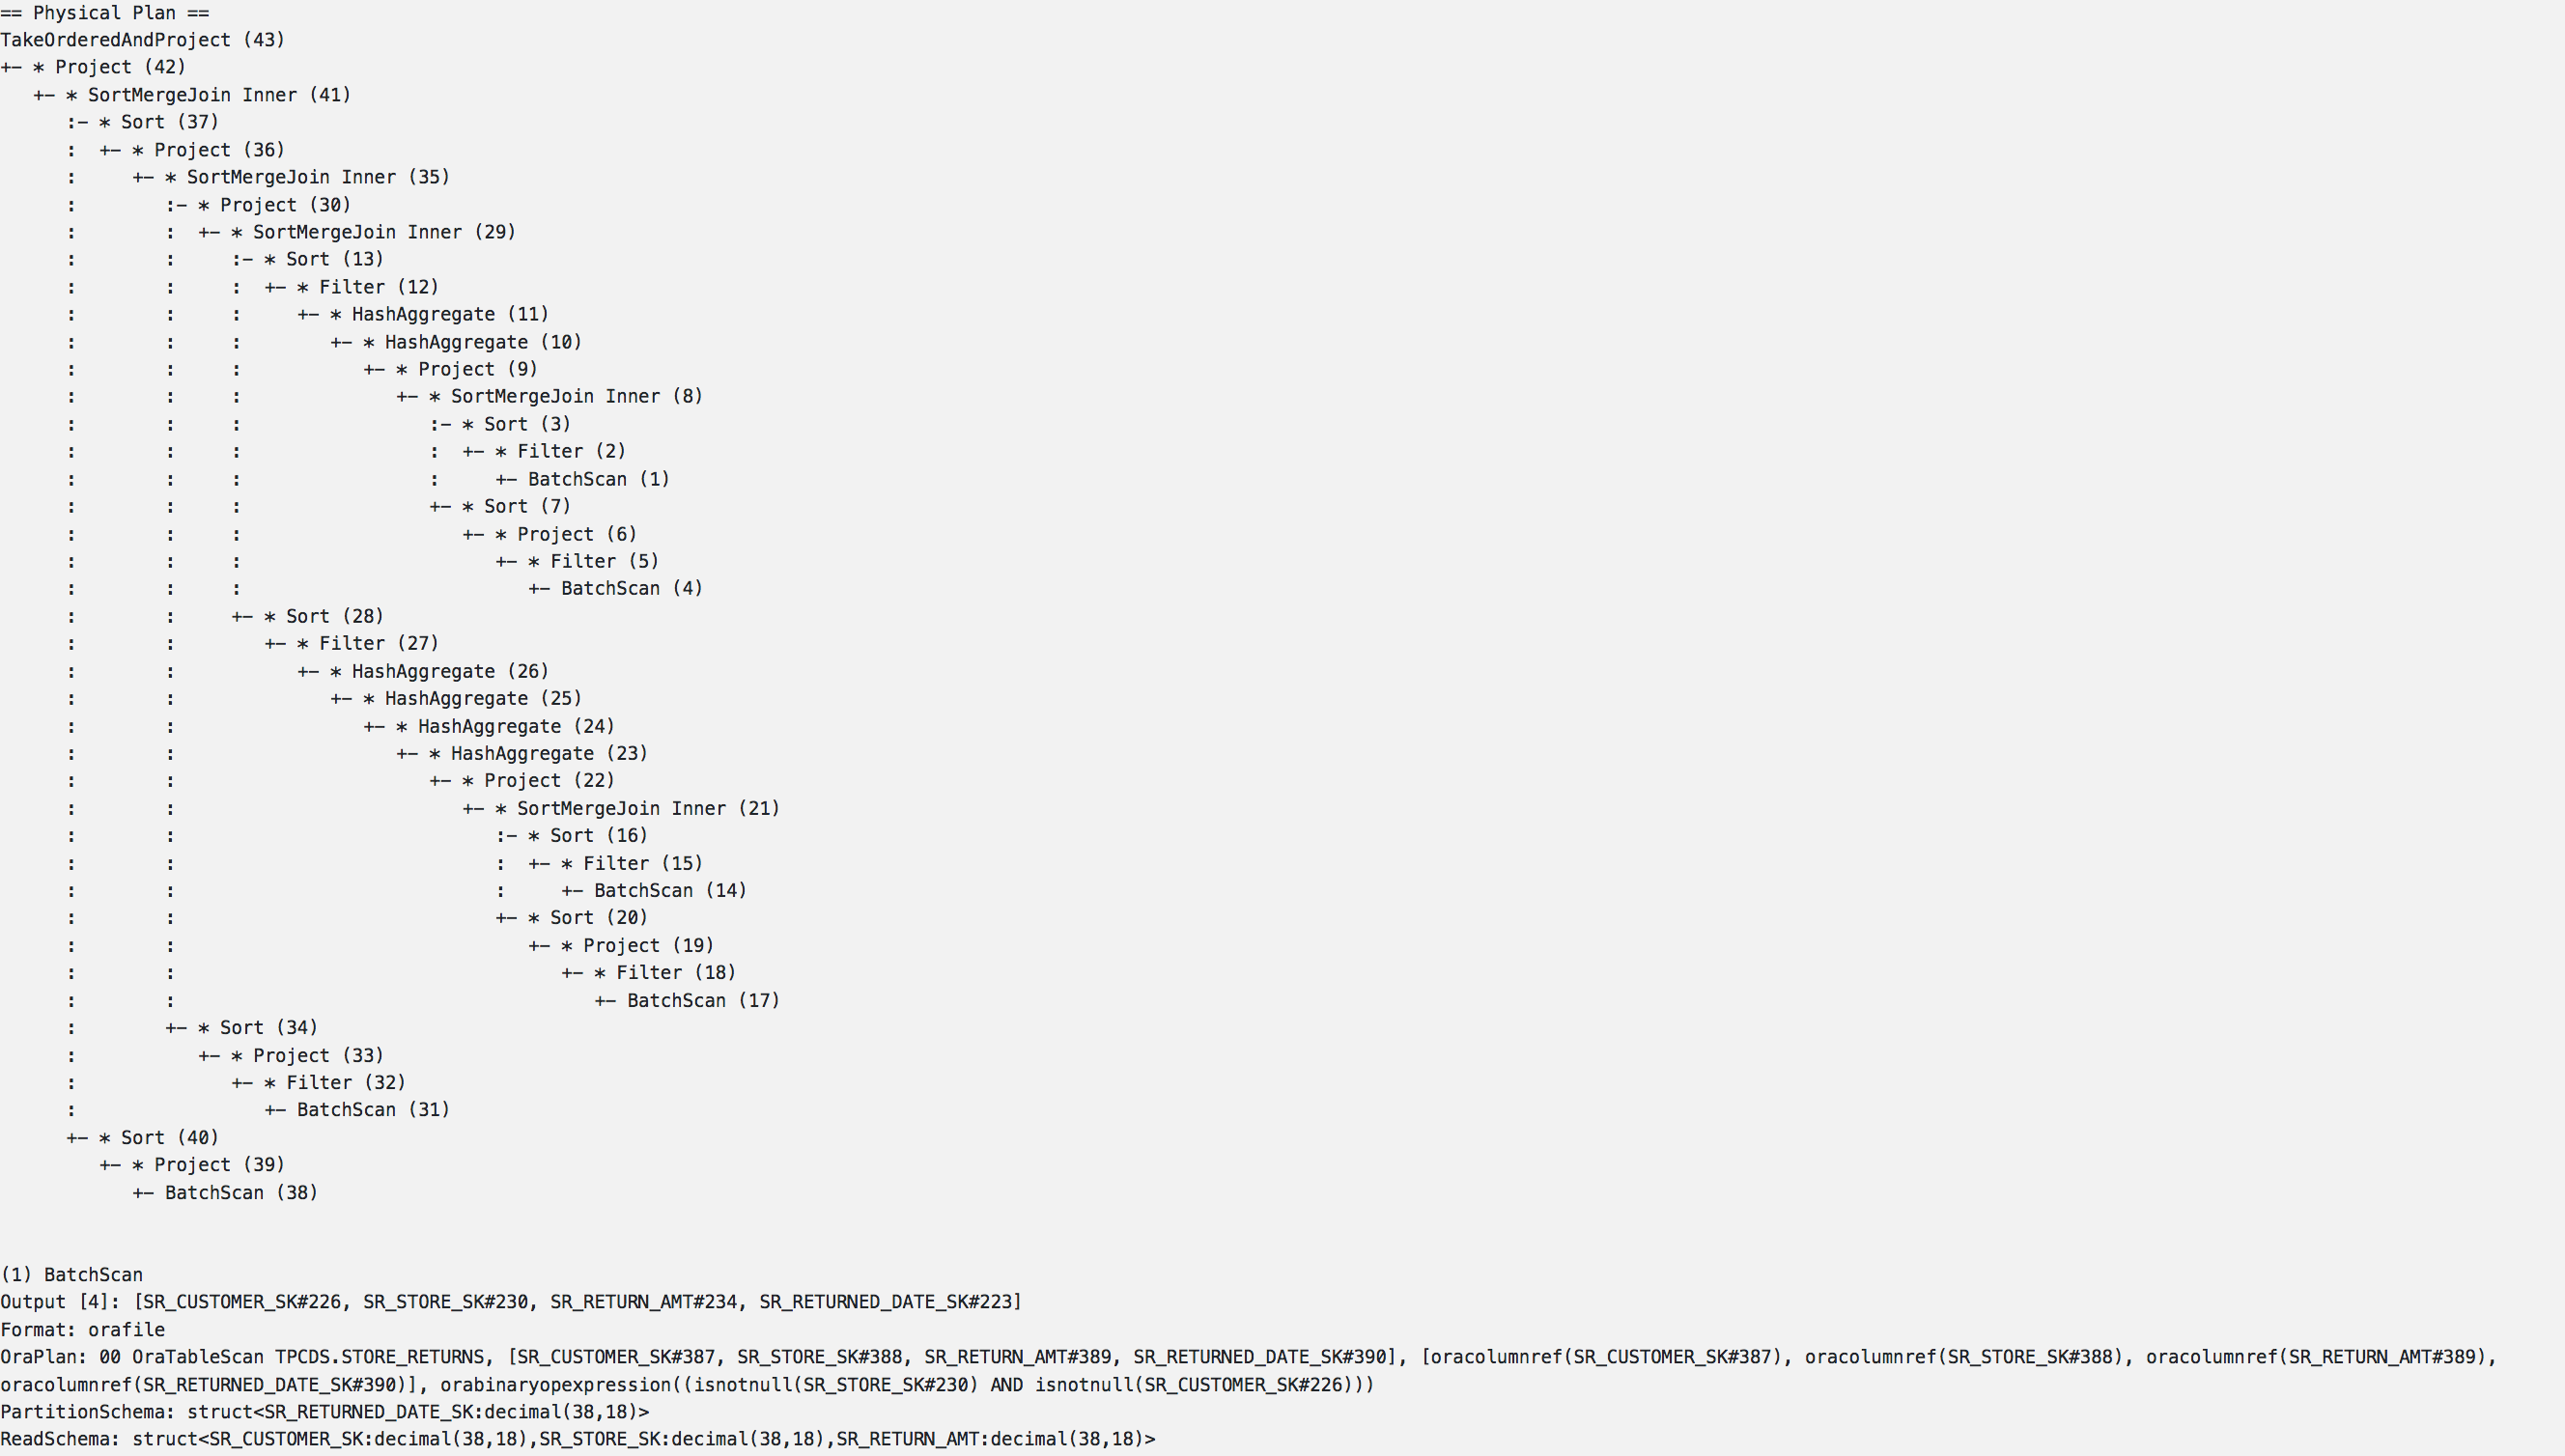 == Physical Plan ==
TakeOrderedAndProject (43)
+- * Project (42)
   +- * SortMergeJoin Inner (41)
      :- * Sort (37)
      :  +- * Project (36)
      :     +- * SortMergeJoin Inner (35)
      :        :- * Project (30)
      :        :  +- * SortMergeJoin Inner (29)
      :        :     :- * Sort (13)
      :        :     :  +- * Filter (12)
      :        :     :     +- * HashAggregate (11)
      :        :     :        +- * HashAggregate (10)
      :        :     :           +- * Project (9)
      :        :     :              +- * SortMergeJoin Inner (8)
      :        :     :                 :- * Sort (3)
      :        :     :                 :  +- * Filter (2)
      :        :     :                 :     +- BatchScan (1)
      :        :     :                 +- * Sort (7)
      :        :     :                    +- * Project (6)
      :        :     :                       +- * Filter (5)
      :        :     :                          +- BatchScan (4)
      :        :     +- * Sort (28)
      :        :        +- * Filter (27)
      :        :           +- * HashAggregate (26)
      :        :              +- * HashAggregate (25)
      :        :                 +- * HashAggregate (24)
      :        :                    +- * HashAggregate (23)
      :        :                       +- * Project (22)
      :        :                          +- * SortMergeJoin Inner (21)
      :        :                             :- * Sort (16)
      :        :                             :  +- * Filter (15)
      :        :                             :     +- BatchScan (14)
      :        :                             +- * Sort (20)
      :        :                                +- * Project (19)
      :        :                                   +- * Filter (18)
      :        :                                      +- BatchScan (17)
      :        +- * Sort (34)
      :           +- * Project (33)
      :              +- * Filter (32)
      :                 +- BatchScan (31)
      +- * Sort (40)
         +- * Project (39)
            +- BatchScan (38)
(1) BatchScan
Output [4]: [SR_CUSTOMER_SK#226, SR_STORE_SK#230, SR_RETURN_AMT#234, SR_RETURNED_DATE_SK#223]
Format: orafile
OraPlan: 00 OraTableScan TPCDS.STORE_RETURNS, [SR_CUSTOMER_SK#387, SR_STORE_SK#388, SR_RETURN_AMT#389, SR_RETURNED_DATE_SK#390], [oracolumnref(SR_CUSTOMER_SK#387), oracolumnref(SR_STORE_SK#388), oracolumnref(SR_RETURN_AMT#389),
oracolumnref(SR_RETURNED_DATE_SK#390)], orabinaryopexpression((isnotnull(SR_STORE_SK#230) AND isnotnull(SR_CUSTOMER_SK#226)))
PartitionSchema: struct<SR_RETURNED_DATE_SK:decimal(38,18)>
ReadSchema: struct<SR_CUSTOMER_SK:decimal(38,18),SR_STORE_SK:decimal(38,18),SR_RETURN_AMT:decimal(38,18)>